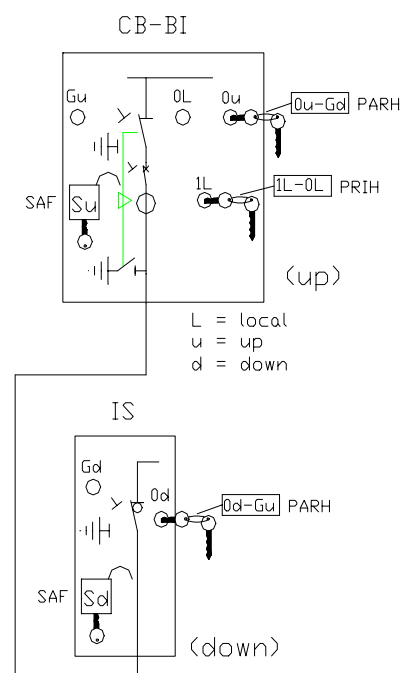 CB-BI
Gu 0L 0u 0u-Gd PARH
SAF Su 1L 1L-0L PRIH
(up)
L = local
u = up
d = down
IS
Gd
0d 0d-Gu PARH
SAF Sd
(down)